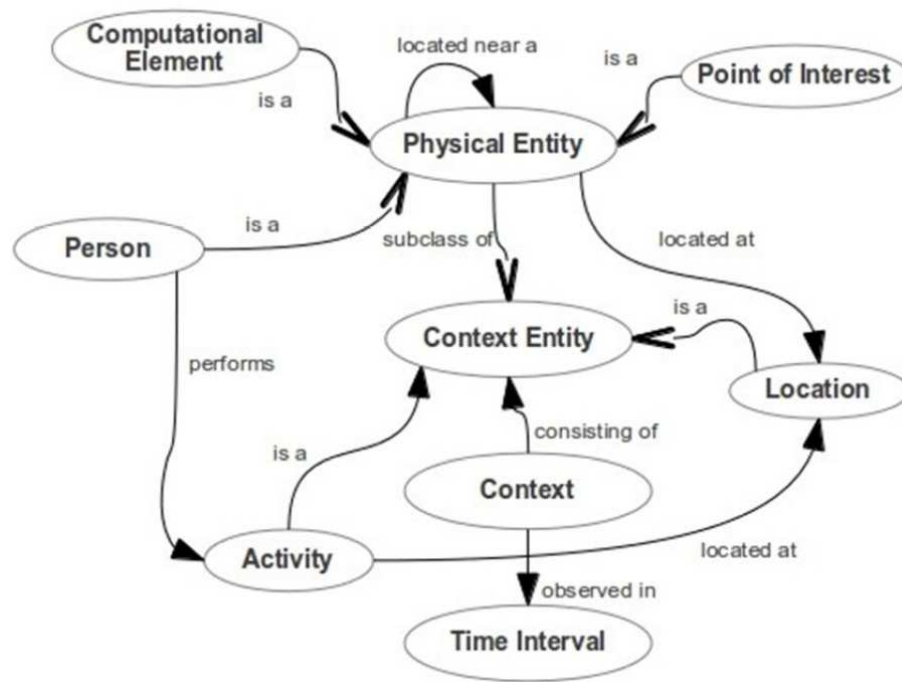 Computational
Element
located near a
is a
Point of Interest
is a
Physical Entity
is a
Person
subclass of
located at
is a
Context Entity
performs
Location
consisting of
is a
Context
Activity
located at
observed in
Time Interval